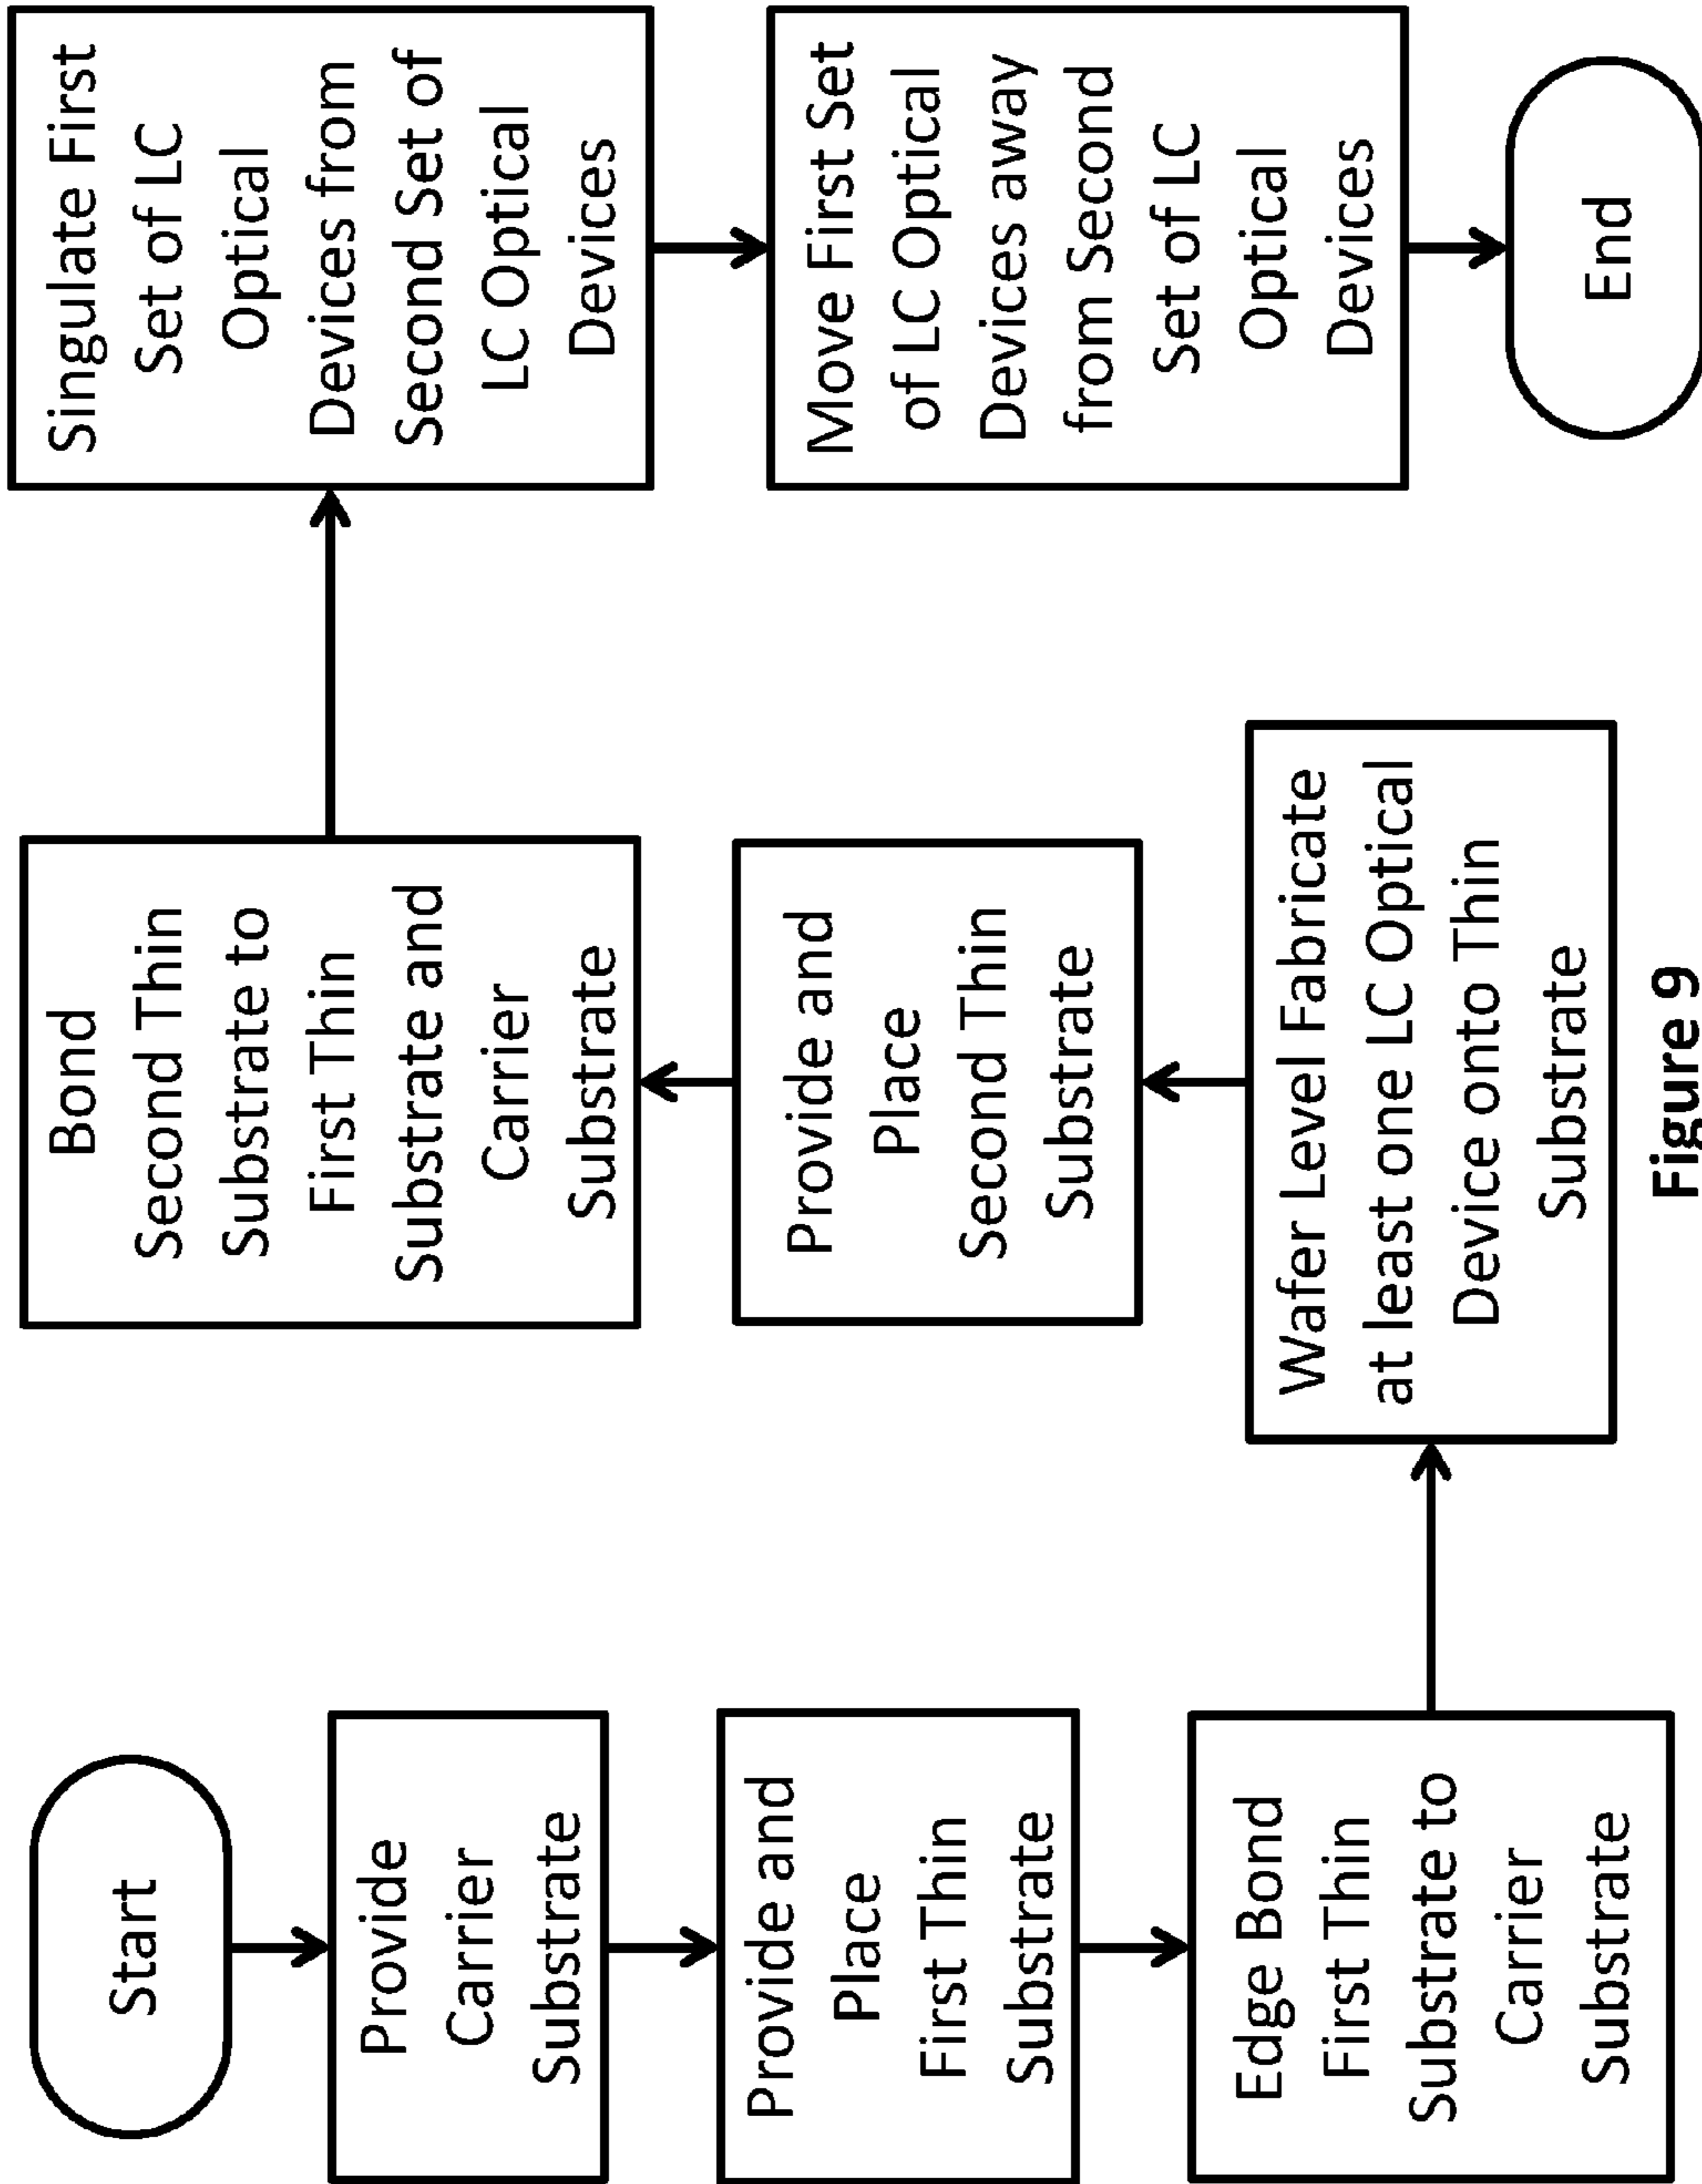 Start
Provide
Carrier
Substrate
Provide and
Place
First Thin
Substrate
Edge Bond
First Thin
Substrate to
Carrier
Substrate
Wafer Level Fabricate
at least one LC Optical
Device onto Thin
Substrate
Provide and
Place
Second Thin
Substrate
Bond
Second Thin
Substrate to
First Thin
Substrate and
Carrier
Substrate
Singulate First
Set of LC
Optical
Devices from
Second Set of
LC Optical
Devices
Move First Set
of LC Optical
Devices away
from Second
Set of LC
Optical
Devices
End
Figure 9